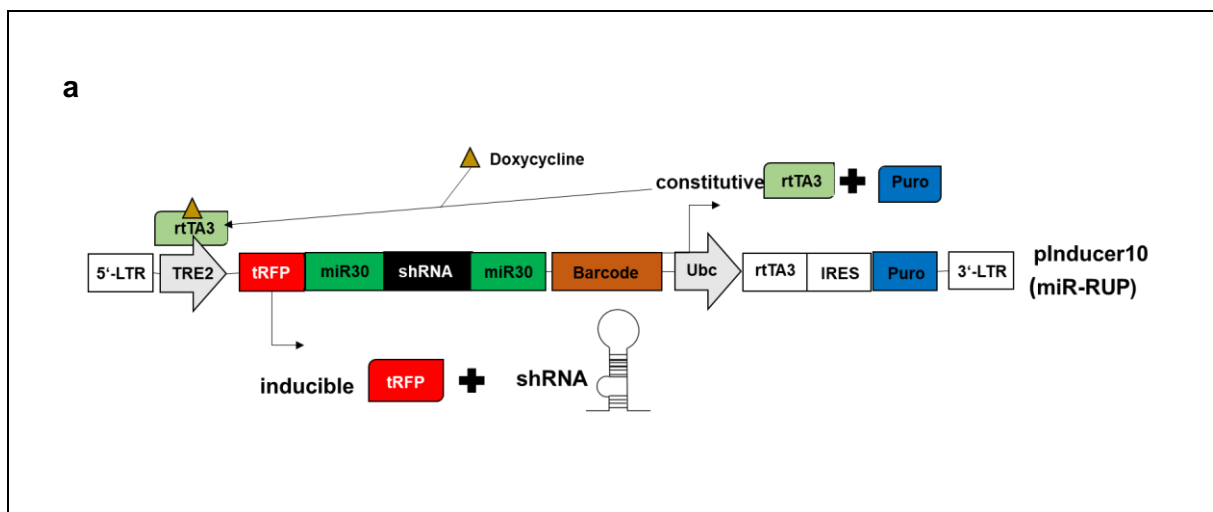 a
Doxycycline
constitutive rtTA3 Puro
rtTA3
5‘-LTR TRE2 tRFP miR30 shRNA miR30 Barcode Ubc rtTA3 IRES Puro 3‘-LTR pInducer10
(miR-RUP)
inducible tRFP shRNA